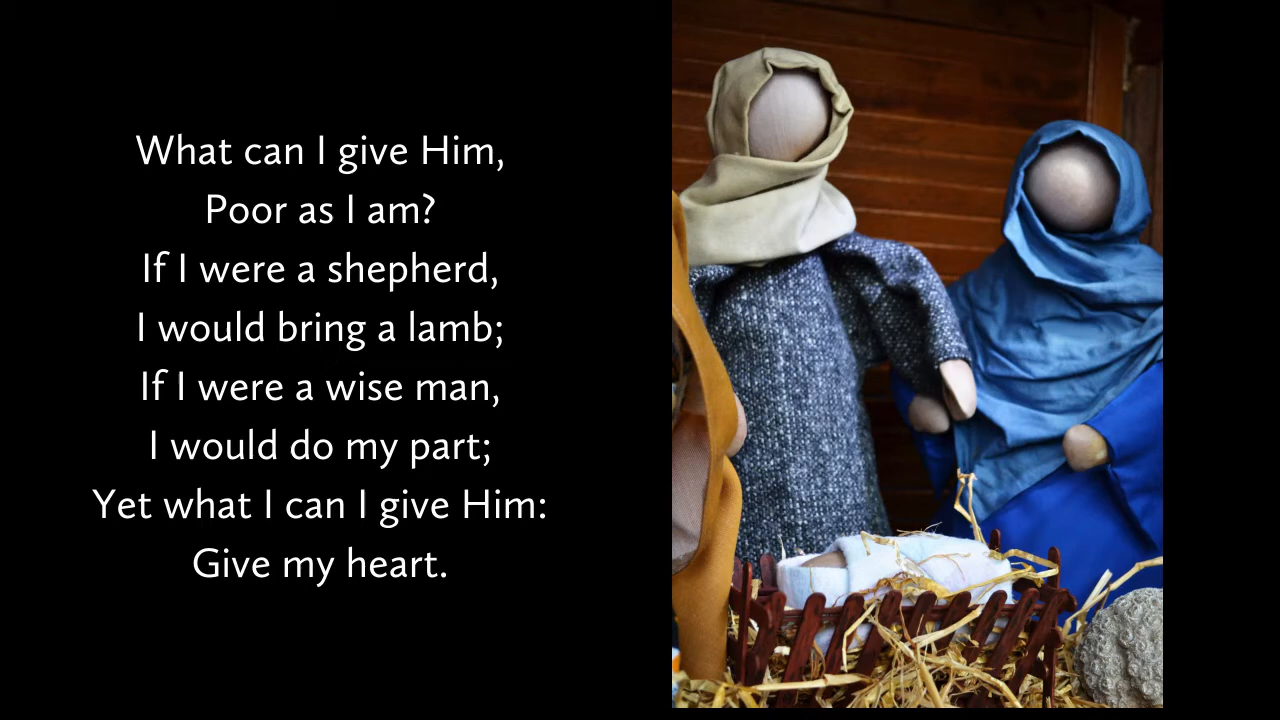 What can I give Him,
Poor as I am?
If I were a shepherd,
I would bring a lamb;
If I were a wise man,
I would do my part;
Yet what I can I give Him:
Give my heart.